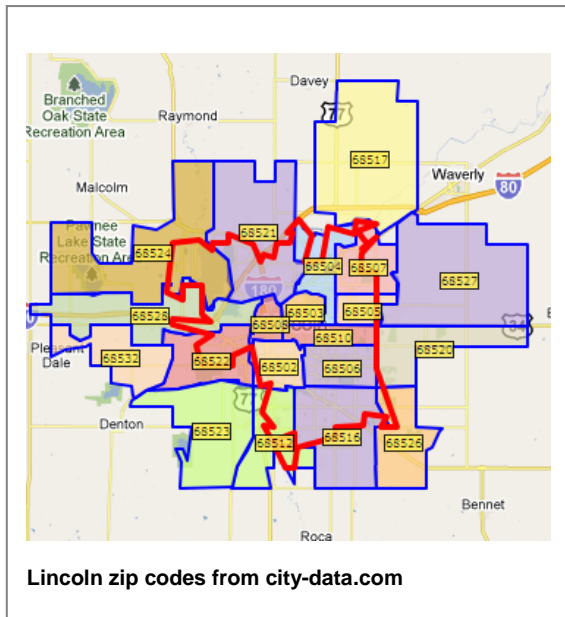 Davey
Branched
Oak State
Recreation Area
77
Raymond
68517
Waverly
80
Malcolm
68521
Pawnee
Lake State
Recreation Area
68524
68504
68507
68527
180
68528
68503
68505
68508
68510
34
68520
Pleasant
Dale
68532
68522
68502
68506
77
Denton
68523
68512
68516
68526
Bennet
Roca
Lincoln zip codes from city-data.com